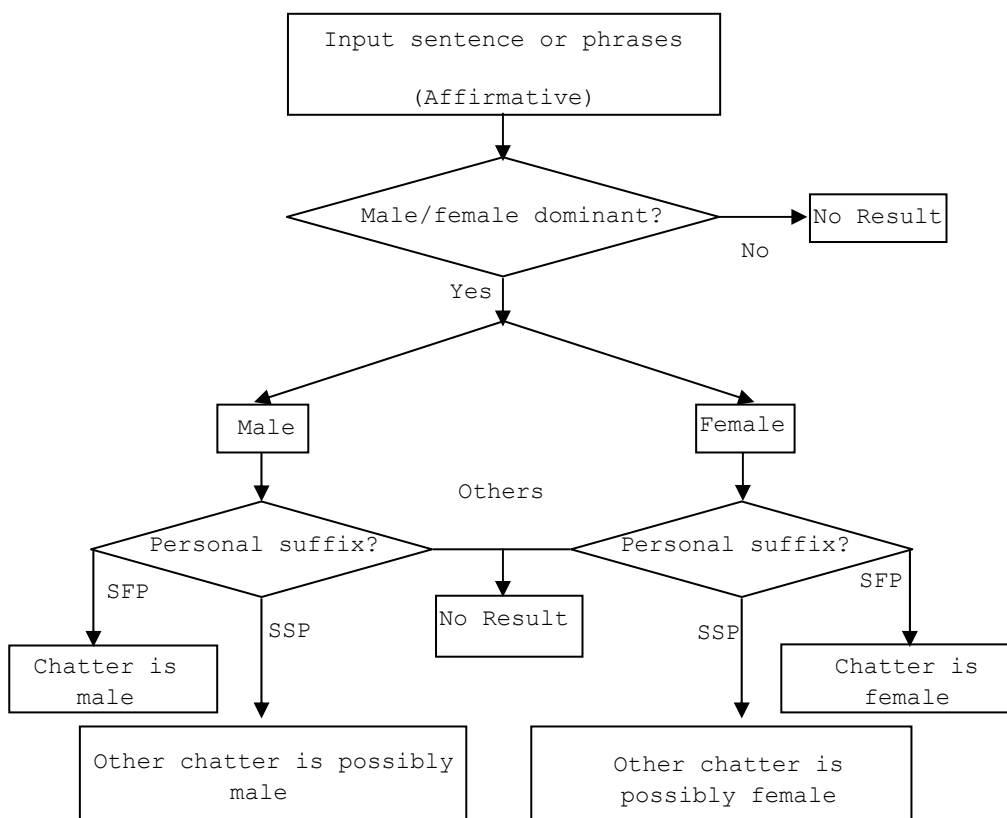 Input sentence or phrases
(Affirmative)
Male/female dominant?
No Result
No
Yes
Male
Female
Others
Personal suffix?
Personal suffix?
SFP
SFP
No Result
SSP
SSP
Chatter is
male
Chatter is
female
Other chatter is possibly
male
Other chatter is
possibly female